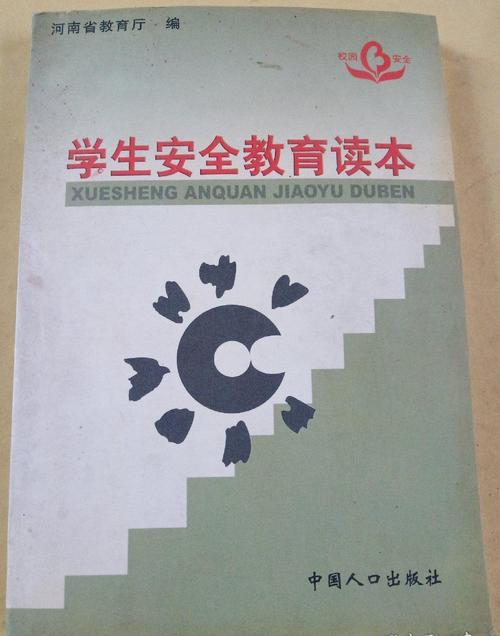 河南省教育厅 编
校园 安全
学生安全教育读本
XUESHENG ANQUAN JIAOYU DUBEN
中国人口出版社